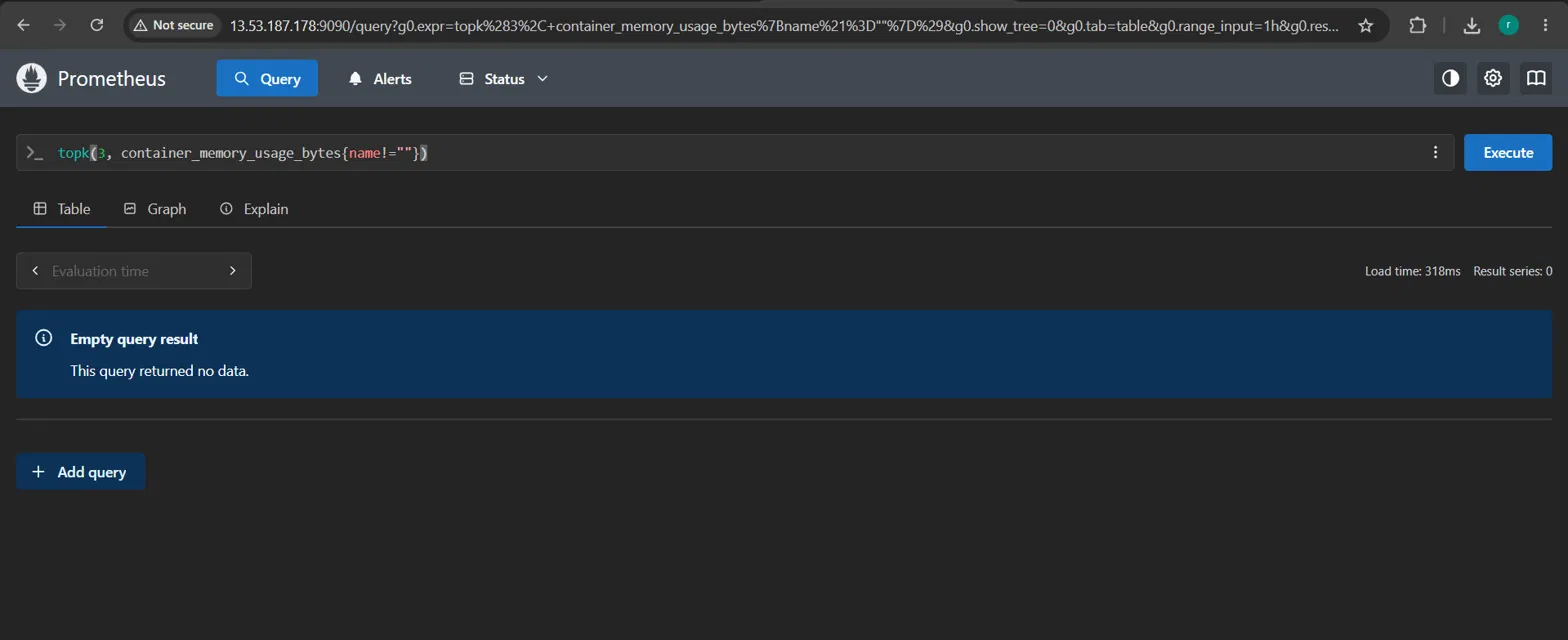 Not secure 13.53.187.178:9090/query?g0.expr=topk%283%2C+container_memory_usage_bytes%7Bname%21%3D""%7D%29&g0.show_tree=0&g0.tab=table&g0.range_input=1h&g0.res... r
Prometheus Query Alerts Status
>_ topk(3, container_memory_usage_bytes{name!=""}) Execute
Table Graph Explain
Evaluation time Load time: 318ms Result series: 0
Empty query result
This query returned no data.
+ Add query